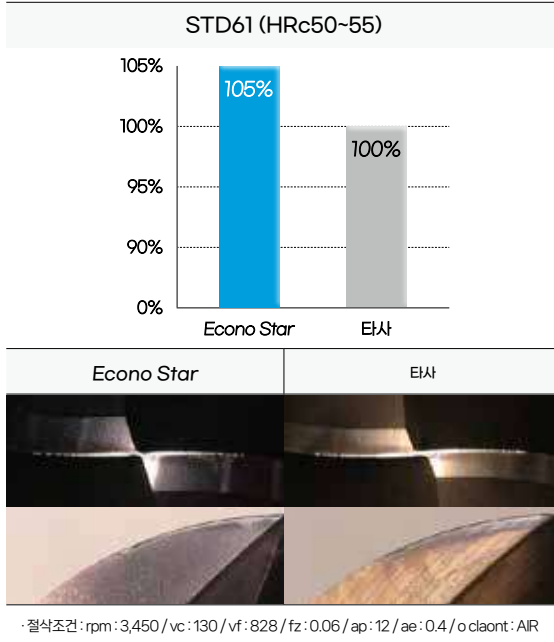 STD61 (HRc50~55)
105%
105%
100%
100%
95%
90%
0%
Econo Star 타사
Econo Star 타사
· 절삭조건 : rpm : 3,450 / vc : 130 / vf : 828 / fz : 0.06 / ap : 12 / ae : 0.4 / o claont : AIR